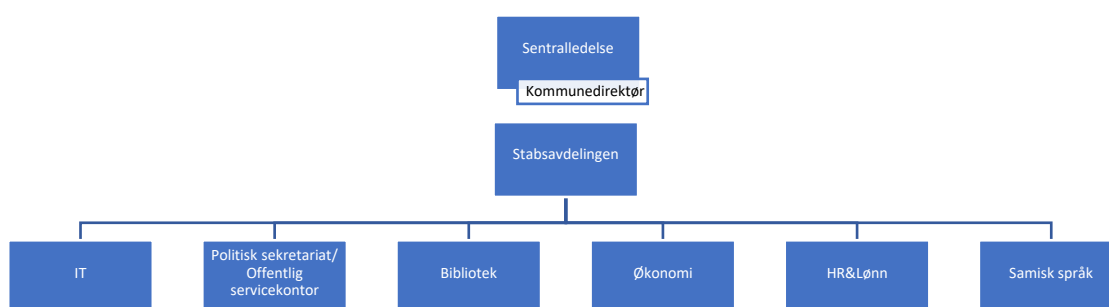 Sentralledelse
Kommunedirektør
Stabsavdelingen
IT
Politisk sekretariat/
Offentlig
servicekontor
Bibliotek
Økonomi
HR&Lønn
Samisk språk